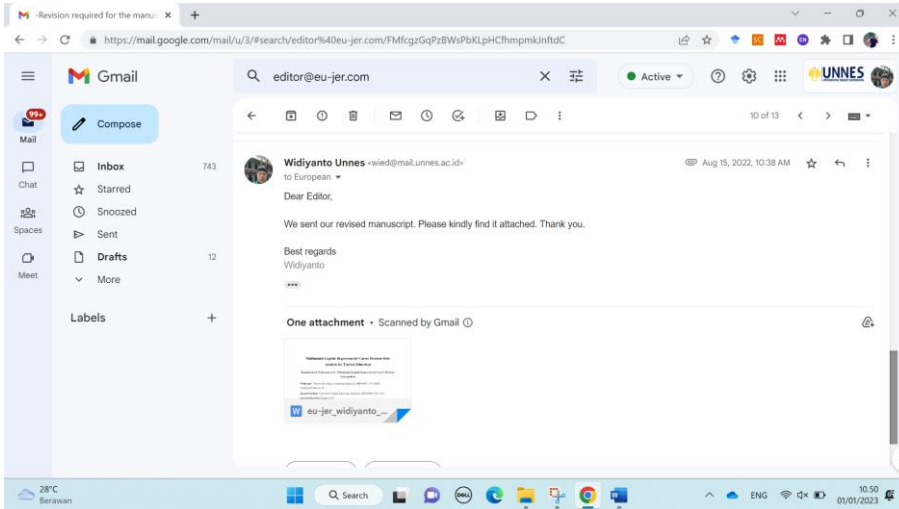 -Revision required for the manus
https://mail.google.com/mail/u/3/#search/editor%40eu-jer.com/FMfcgzGqPzBWsPbKLpHCfhmpmkJnftdC
Gmail
editor@eu-jer.com
Active
UNNES
99+
Mail
Chat
Spaces
Meet
Compose
Inbox 743
Starred
Snoozed
Sent
Drafts 12
More
Labels
10 of 13
Widiyanto Unnes <wied@mail.unnes.ac.id>
Aug 15, 2022, 10:38 AM
to European
Dear Editor,
We sent our revised manuscript. Please kindly find it attached. Thank you.
Best regards
Widiyanto
One attachment • Scanned by Gmail
W eu-jer_widiyanto_...
28°C
Berawan
Search
DELL
ENG
10.50
01/01/2023